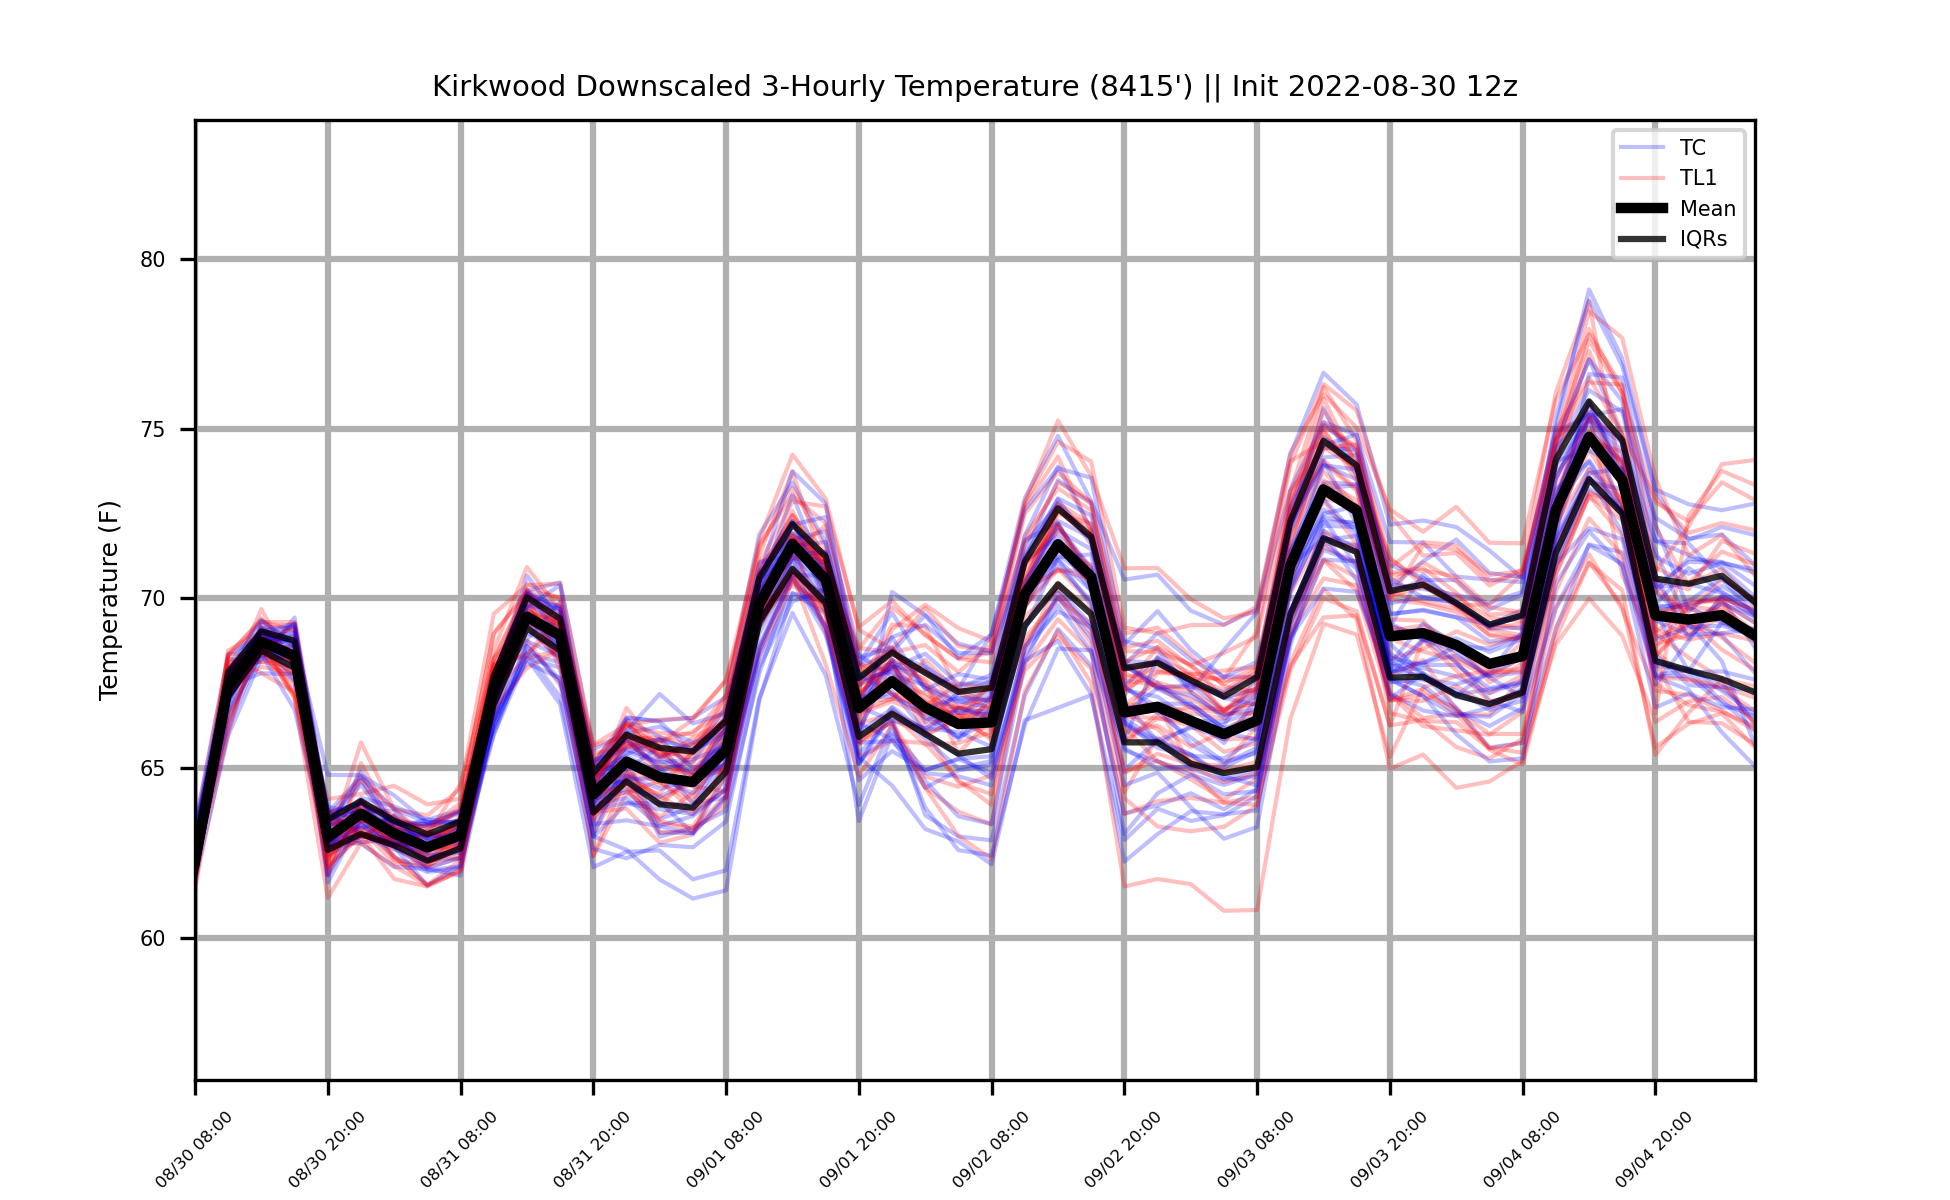 Kirkwood Downscaled 3-Hourly Temperature (8415') || Init 2022-08-30 12z
TC
TL1
Mean
IQRs
Temperature (F)
80
75
70
65
60
08/30 08:00
08/30 20:00
08/31 08:00
08/31 20:00
09/01 08:00
09/01 20:00
09/02 08:00
09/02 20:00
09/03 08:00
09/03 20:00
09/04 08:00
09/04 20:00